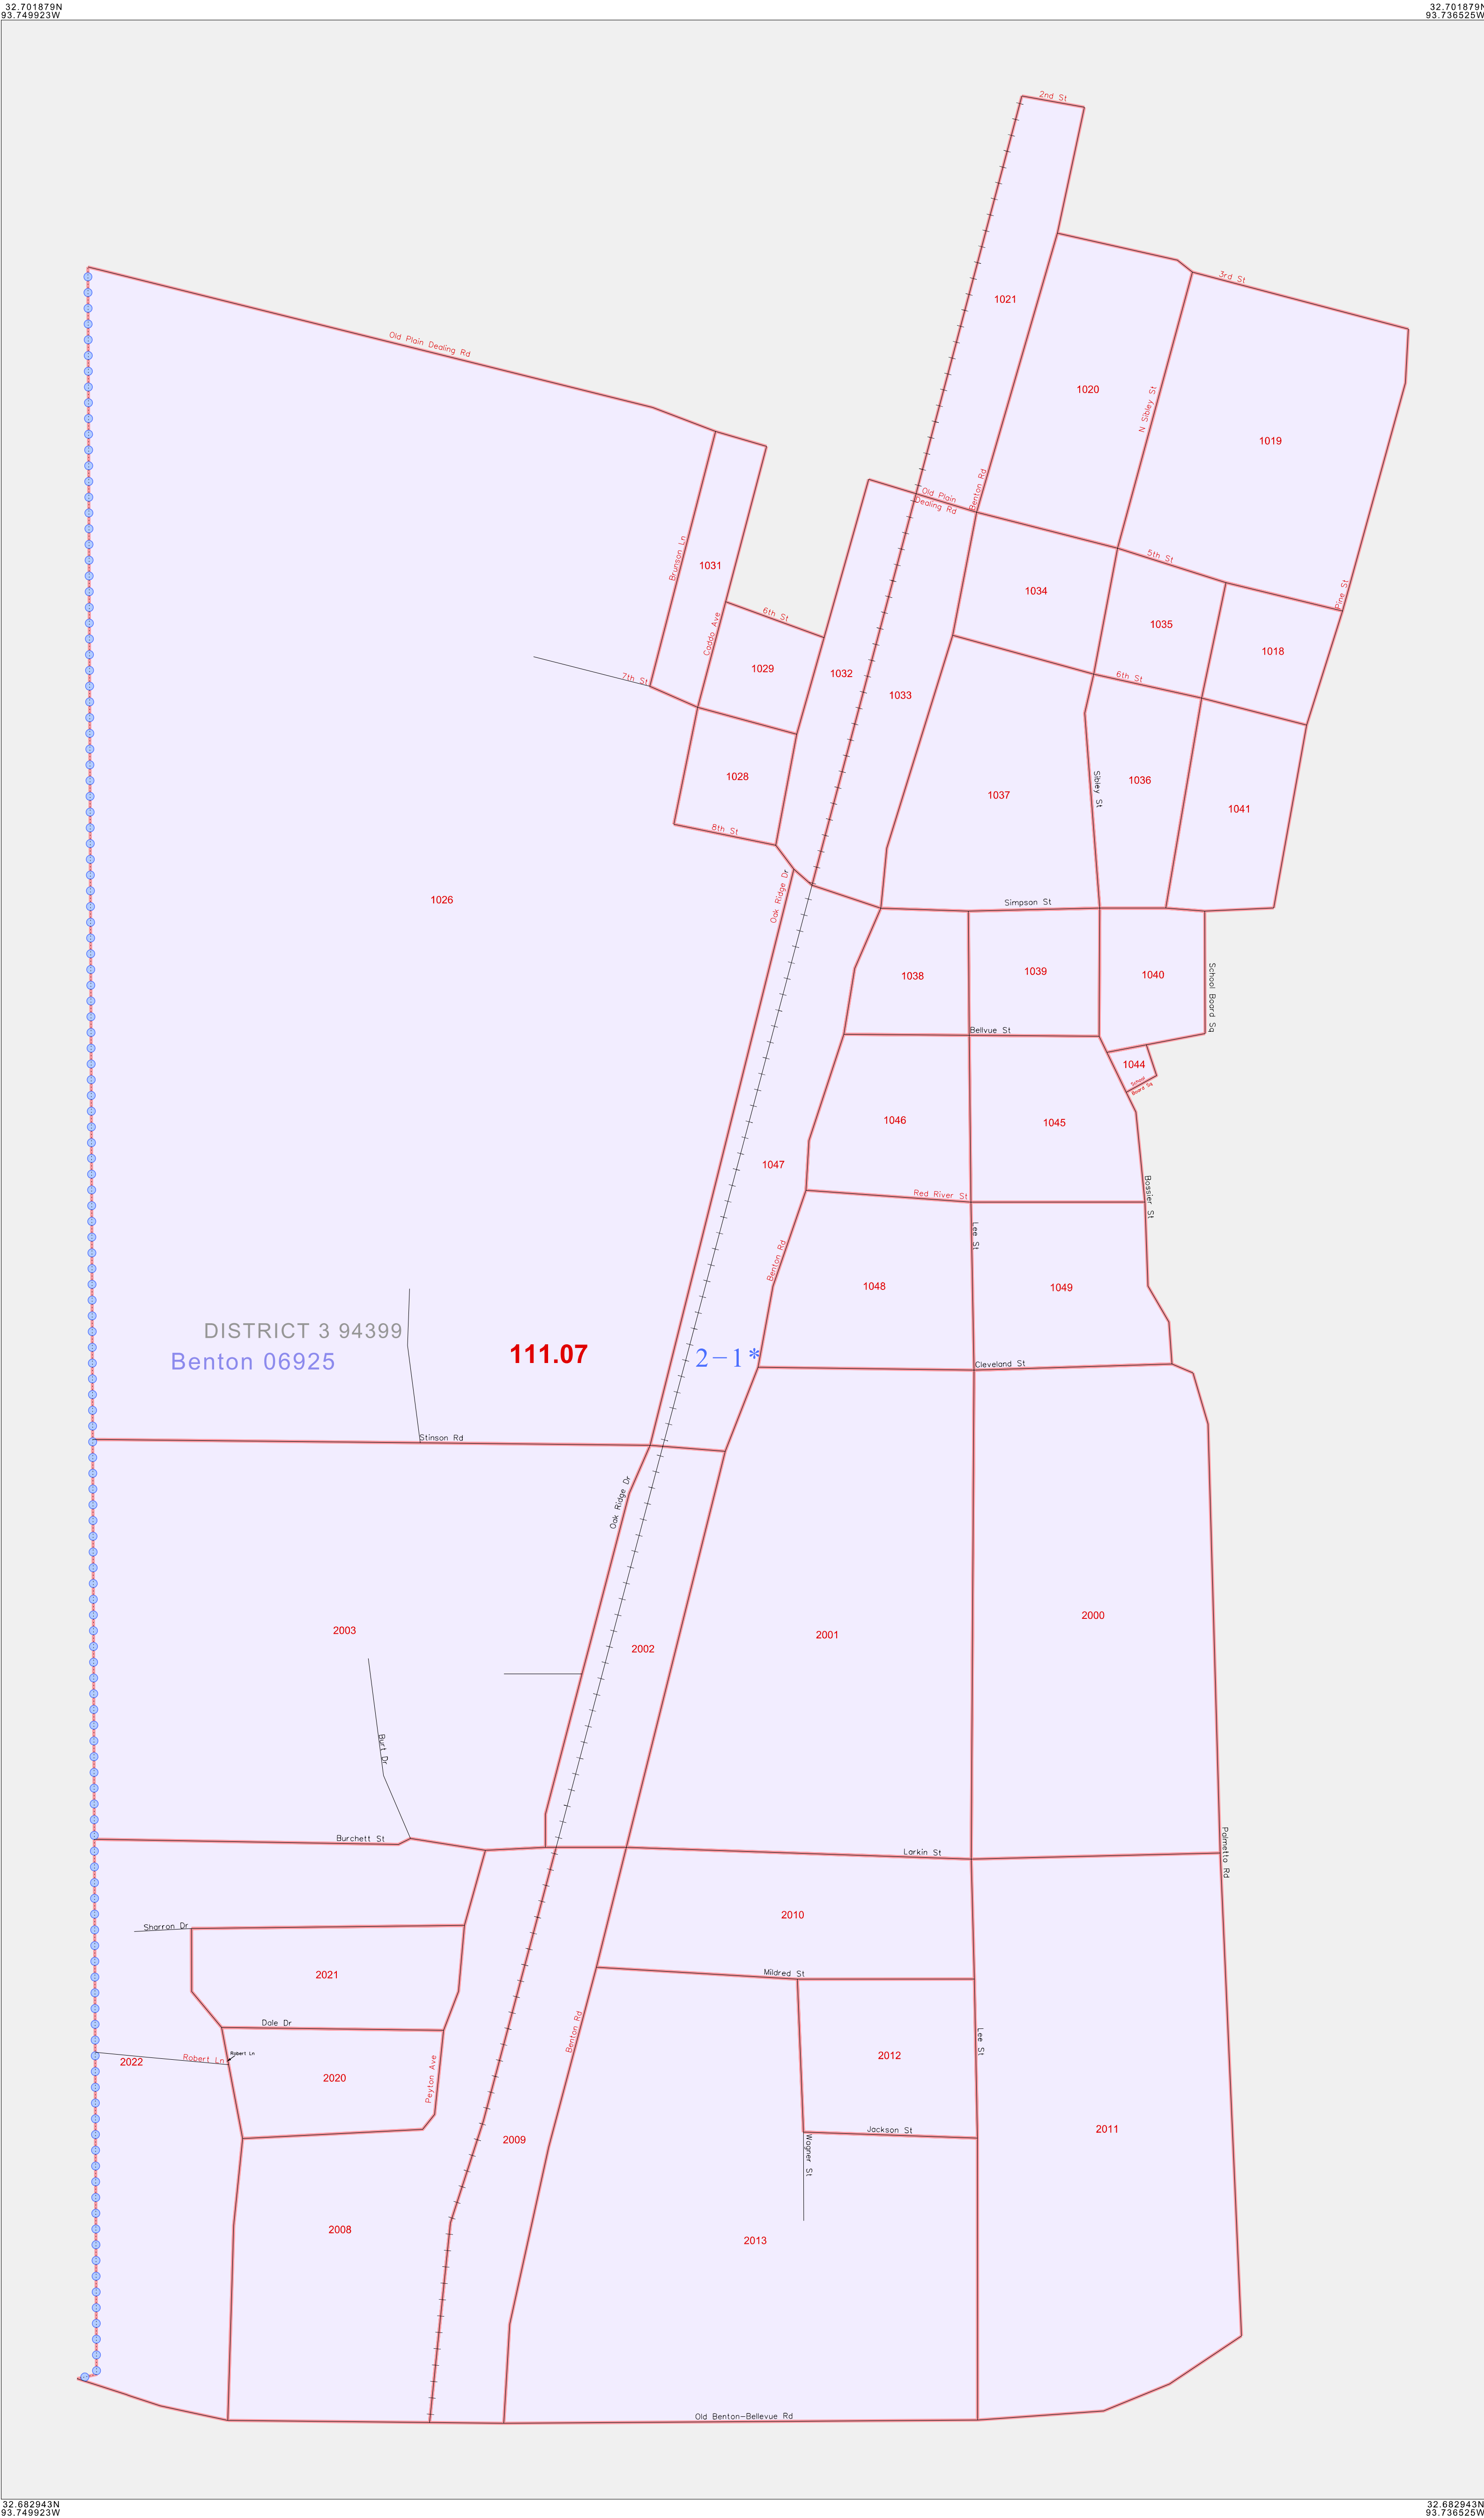 32.701879N
93.749923W
32.701879N
93.736525W
2nd St
3rd St
1021
Old Plain Dealing Rd
1020
N Sibley St
1019
Benton Rd
Old Plain
Dealing Rd
5th St
Brunson Ln
1031
1034
Pine St
6th St
Caddo Ave
1035
1018
1029
1032
6th St
7th St
1033
1028
Sibley St
1036
1037
1041
8th St
Oak Ridge Dr
1026
Simpson St
1038
1039
1040
School Board Sq
Bellvue St
1044
School
Board Sq
1046
1045
1047
Red River St
Bossier St
Lee St
Benton Rd
1048
1049
DISTRICT 3 94399
Benton 06925
111.07
2-1*
Cleveland St
Stinson Rd
Oak Ridge Dr
2003
2002
2001
2000
Burt Dr
Burchett St
Larkin St
Palmetto Rd
2010
Sharron Dr
2021
Mildred St
Dole Dr
Benton Rd
Lee St
2022
Robert Ln
Robert Ln
2020
Peyton Ave
2012
2009
Jackson St
2011
Wagner St
2008
2013
Old Benton-Bellevue Rd
32.682943N
93.749923W
32.682943N
93.736525W